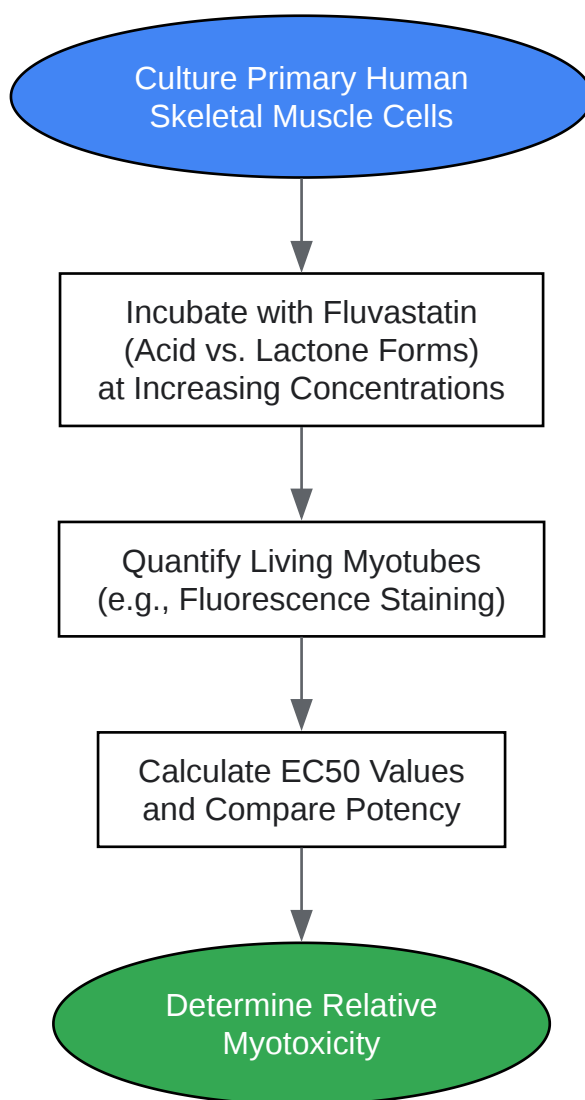 Culture Primary Human
Skeletal Muscle Cells
Incubate with Fluvastatin
(Acid vs. Lactone Forms)
at Increasing Concentrations
Quantify Living Myotubes
(e.g., Fluorescence Staining)
Calculate EC50 Values
and Compare Potency
Determine Relative
Myotoxicity